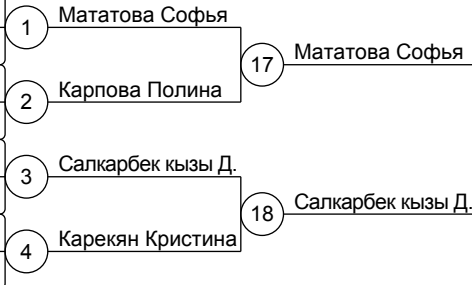 1 Мататова Софья
17 Мататова Софья
2 Карпова Полина
3 Салкарбек кызы Д.
18 Салкарбек кызы Д.
4 Карекян Кристина